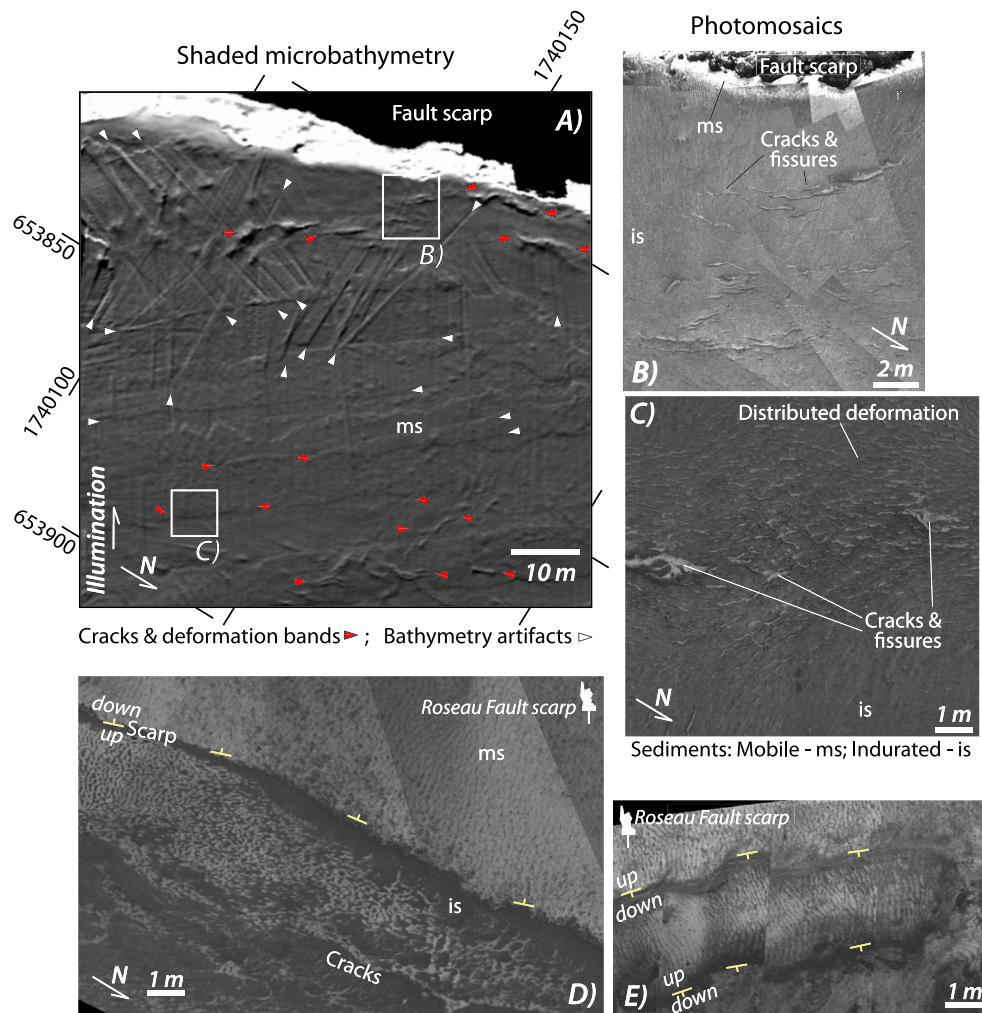 Photomosaics
Shaded microbathymetry
1740150
Fault scarp
A)
653850
B)
1740100
ms
653900
Illumination
N
C)
10 m
Cracks & deformation bands ; Bathymetry artifacts
Fault scarp
r
ms
Cracks &
fissures
is
N
B)
2 m
C)
Distributed deformation
Cracks &
fissures
N
is
1 m
Sediments: Mobile - ms; Indurated - is
down
Scarp
up
Roseau Fault scarp
ms
is
Cracks
N
1 m
D)
Roseau Fault scarp
up
down
up
down
E)
1 m